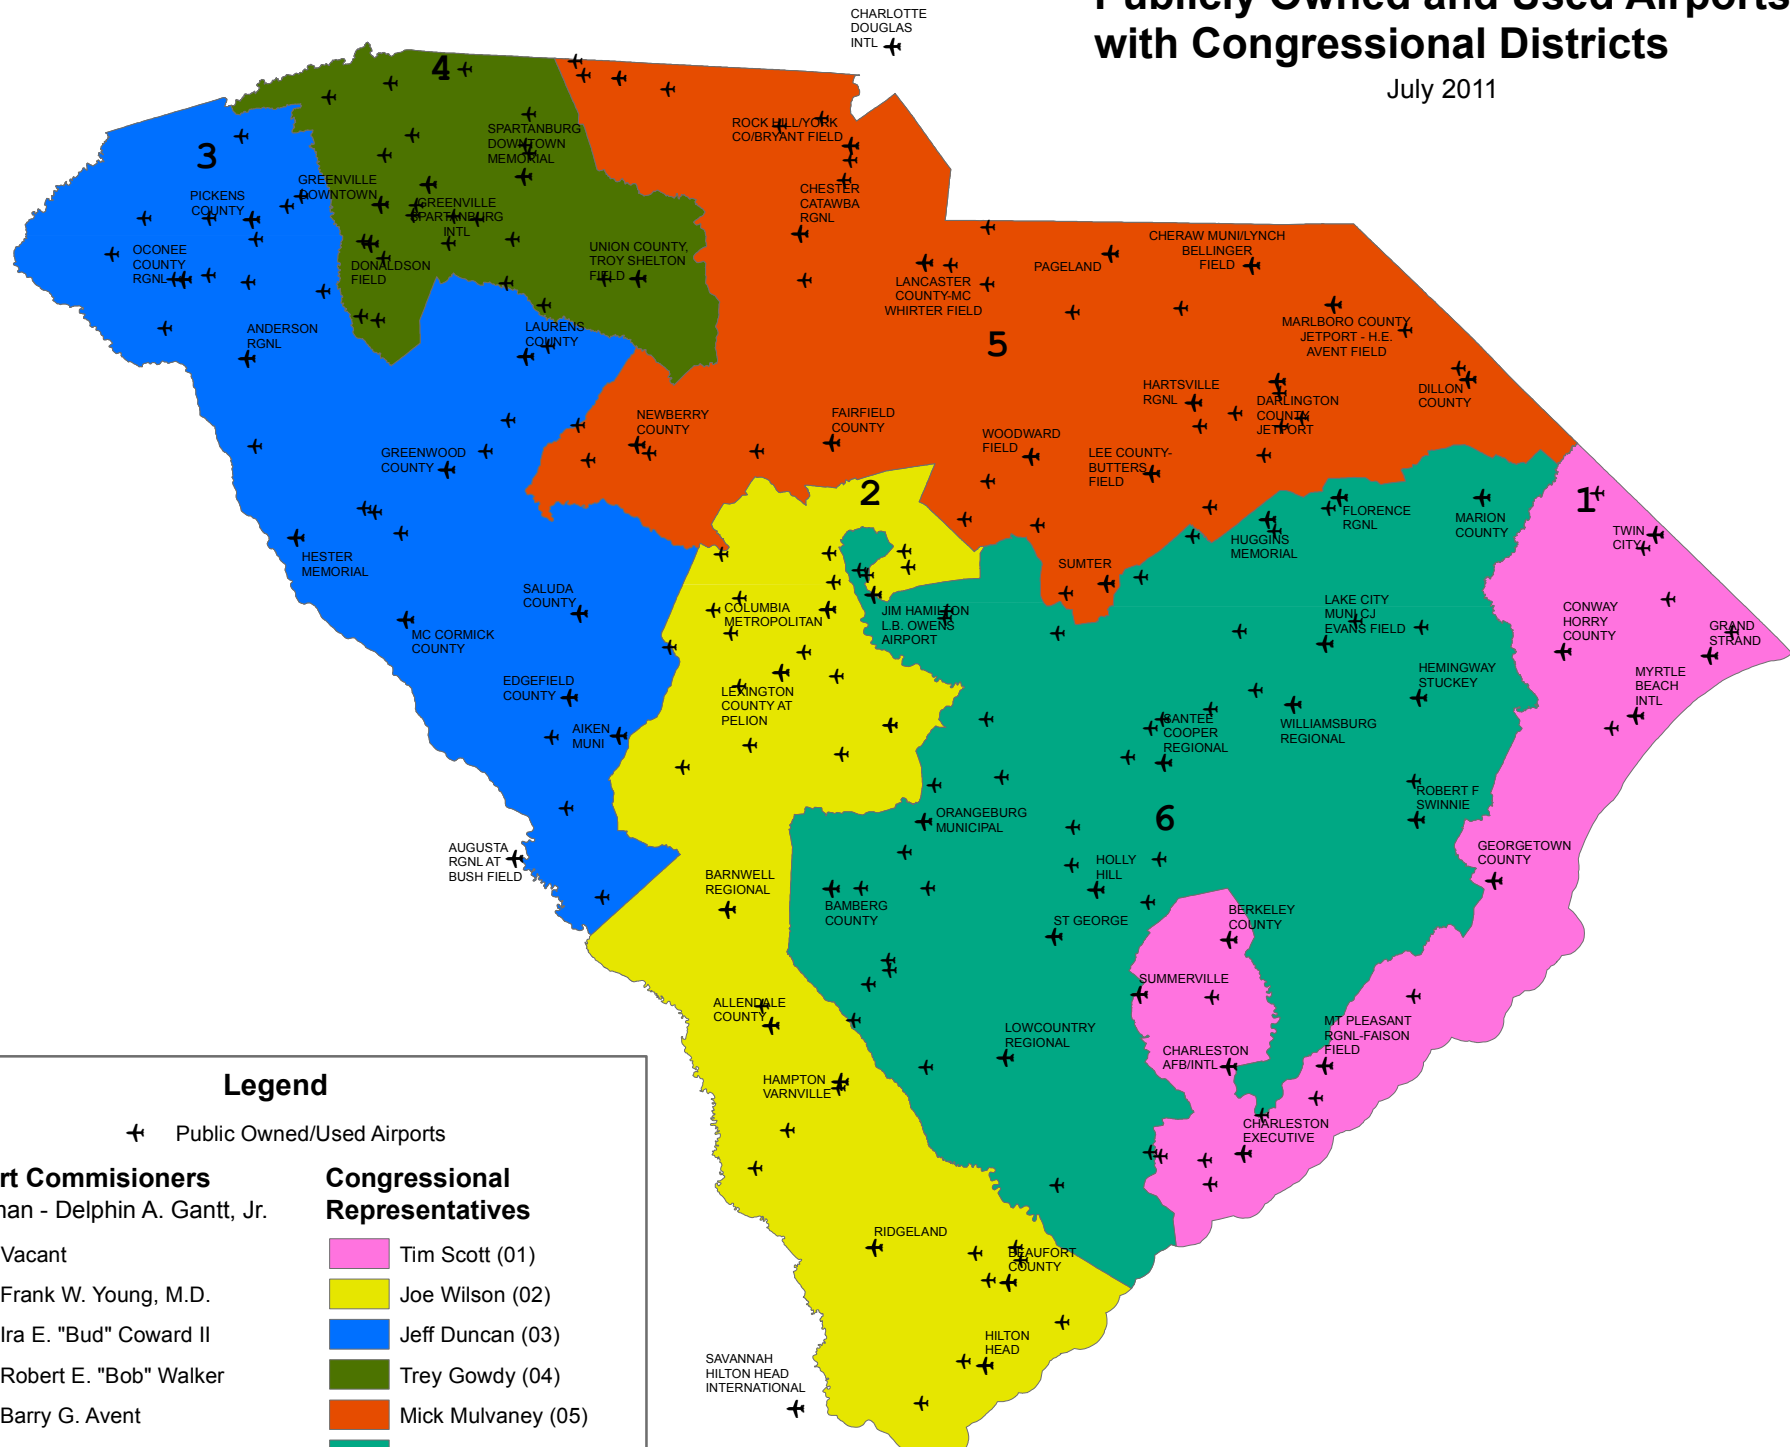 Publicly Owned and Used Airports
with Congressional Districts
July 2011
CHARLOTTE
DOUGLAS
INTL
4
3
SPARTANBURG
DOWNTOWN
MEMORIAL
ROCK HILL/YORK
CO/BRYANT FIELD
GREENVILLE
DOWNTOWN
PICKENS
COUNTY
GREENVILLE
SPARTANBURG
INTL
CHESTER
CATAWBA
RGNL
OCONEE
COUNTY
RGNL
DONALDSON
FIELD
UNION COUNTY,
TROY SHELTON
FIELD
LANCASTER
COUNTY-MC
WHIRTER FIELD
PAGELAND
CHERAW MUNI/LYNCH
BELLINGER
FIELD
ANDERSON
RGNL
LAURENS
COUNTY
5
MARLBORO COUNTY
JETPORT - H.E.
AVENT FIELD
HARTSVILLE
RGNL
DARLINGTON
COUNTY
JETPORT
DILLON
COUNTY
NEWBERRY
COUNTY
FAIRFIELD
COUNTY
WOODWARD
FIELD
LEE COUNTY-
BUTTERS
FIELD
GREENWOOD
COUNTY
2
1
FLORENCE
RGNL
MARION
COUNTY
TWIN
CITY
HUGGINS
MEMORIAL
HESTER
MEMORIAL
SUMTER
SALUDA
COUNTY
COLUMBIA
METROPOLITAN
JIM HAMILTON
L.B. OWENS
AIRPORT
LAKE CITY
MUNI CJ
EVANS FIELD
CONWAY
HORRY
COUNTY
GRAND
STRAND
MC CORMICK
COUNTY
EDGEFIELD
COUNTY
LEXINGTON
COUNTY AT
PELION
HEMINGWAY
STUCKEY
MYRTLE
BEACH
INTL
AIKEN
MUNI
SANTEE
COOPER
REGIONAL
WILLIAMSBURG
REGIONAL
ROBERT F
SWINNIE
ORANGEBURG
MUNICIPAL
6
AUGUSTA
RGNL AT
BUSH FIELD
GEORGETOWN
COUNTY
HOLLY
HILL
BARNWELL
REGIONAL
BAMBERG
COUNTY
ST GEORGE
BERKELEY
COUNTY
SUMMERVILLE
ALLENDALE
COUNTY
LOWCOUNTRY
REGIONAL
MT PLEASANT
RGNL-FAISON
FIELD
CHARLESTON
AFB/INTL
HAMPTON
VARNVILLE
CHARLESTON
EXECUTIVE
RIDGELAND
BEAUFORT
COUNTY
HILTON
HEAD
SAVANNAH
HILTON HEAD
INTERNATIONAL
Legend
Public Owned/Used Airports
rt Commisioners
nan - Delphin A. Gantt, Jr.
Vacant
Frank W. Young, M.D.
Ira E. "Bud" Coward II
Robert E. "Bob" Walker
Barry G. Avent
Congressional
Representatives
Tim Scott (01)
Joe Wilson (02)
Jeff Duncan (03)
Trey Gowdy (04)
Mick Mulvaney (05)